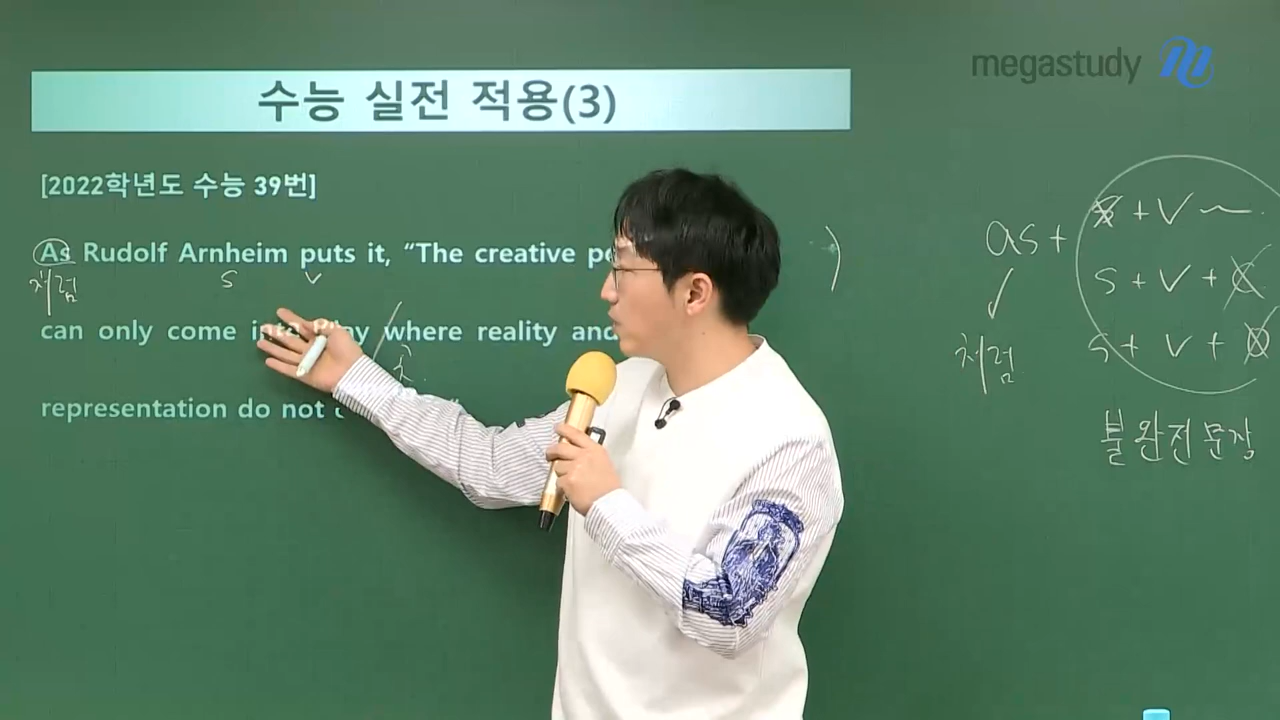 megastudy
수능 실전 적용(3)
[2022학년도 수능 39번]
As Rudolf Arnheim puts it, “The creative
처럼 S V
can only come into play where reality and
곳
representation do not
as + S + V ~
S + V + C
처럼 S + V + O
불완전 문장